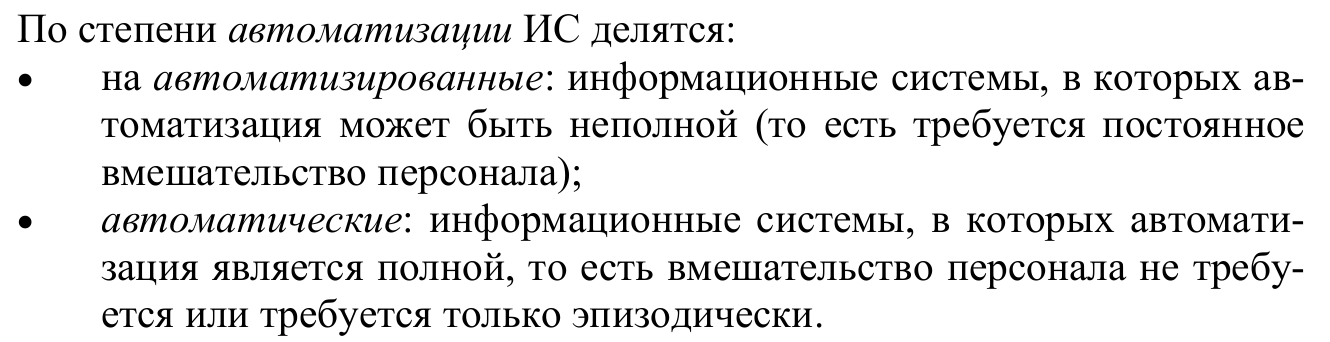 По степени автоматизации ИС делятся:
• на автоматизированные: информационные системы, в которых ав-
томатизация может быть неполной (то есть требуется постоянное
вмешательство персонала);
• автоматические: информационные системы, в которых автомати-
зация является полной, то есть вмешательство персонала не требу-
ется или требуется только эпизодически.